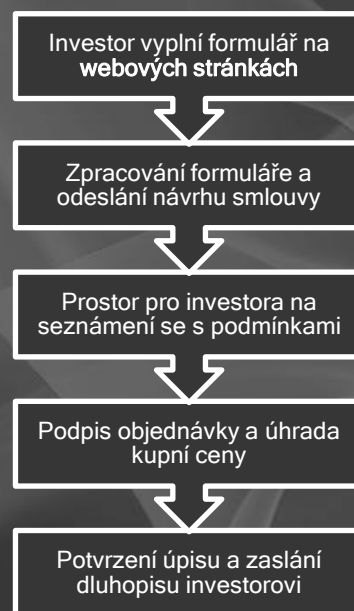 Investor vyplní formulář na
webových stránkách
Zpracování formuláře a
odeslání návrhu smlouvy
Prostor pro investora na
seznámení se s podmínkami
Podpis objednávky a úhrada
kupní ceny
Potvrzení úpisu a zaslání
dluhopisu investorovi